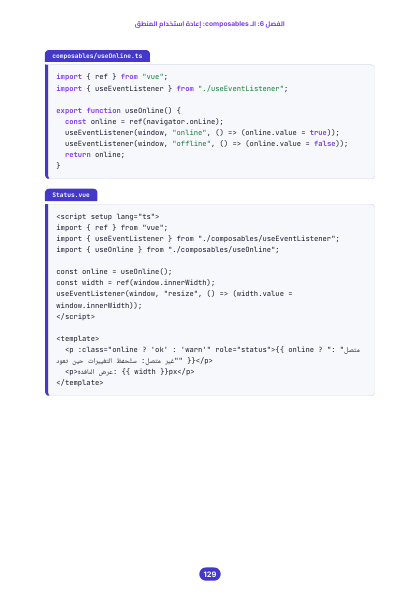 الفصل 6: الـ composables: إعادة استخدام المنطق
composables/useOnline.ts
import { ref } from "vue";
import { useEventListener } from "./useEventListener";
export function useOnline() {
const online = ref(navigator.onLine);
useEventListener(window, "online", () => (online.value = true));
useEventListener(window, "offline", () => (online.value = false));
return online;
}
Status.vue
<script setup lang="ts">
import { ref } from "vue";
import { useEventListener } from "./composables/useEventListener";
import { useOnline } from "./composables/useOnline";
const online = useOnline();
const width = ref(window.innerWidth);
useEventListener(window, "resize", () => (width.value =
window.innerWidth));
</script>
<template>
<p :class="online ? 'ok' : 'warn'" role="status">{{ online ? "متصل" :
"غير متصل: ستُحفظ التغييرات حين تعود" }}</p>
<p>عرض النافذة: {{ width }}px</p>
</template>
129